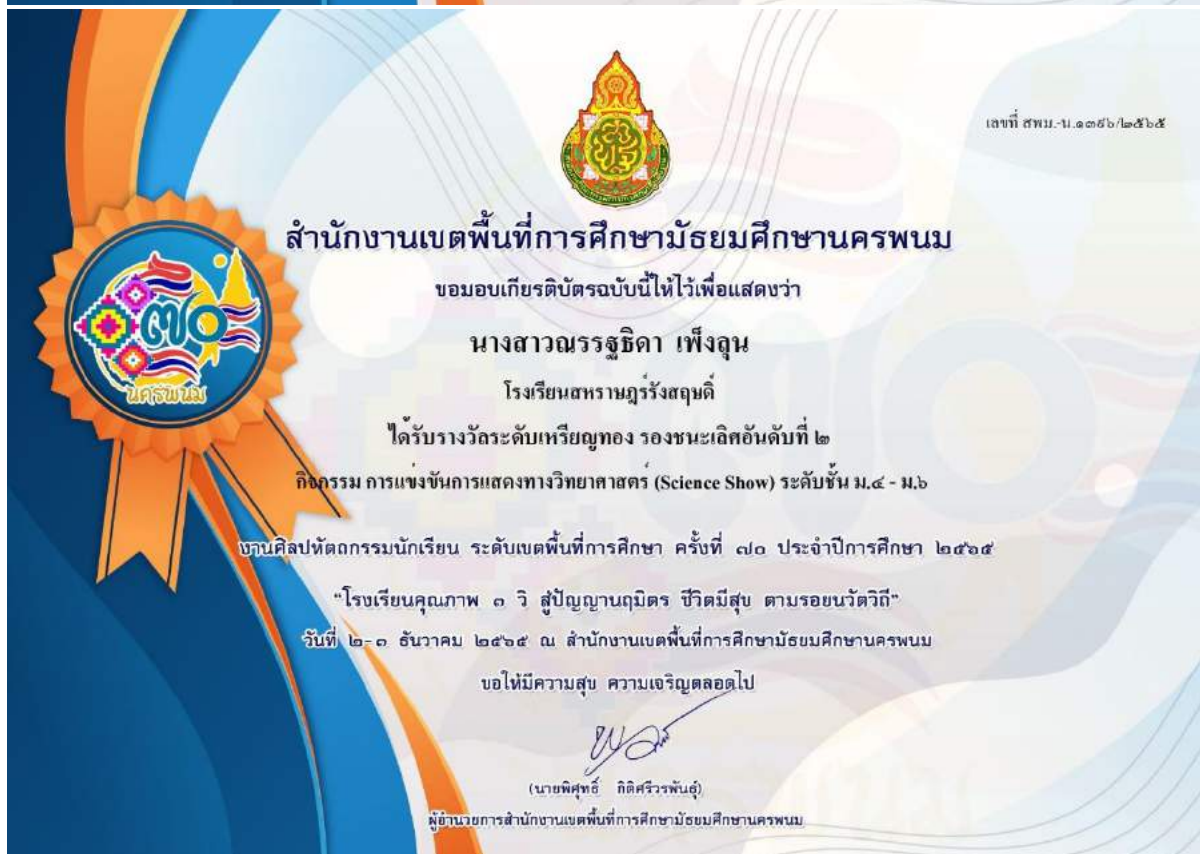 เลขที่ สพม.-น.๑๓๙๖/๒๕๖๕
สำนักงานเขตพื้นที่การศึกษามัธยมศึกษานครพนม
ขอมอบเกียรติบัตรฉบับนี้ให้ไว้เพื่อแสดงว่า
นางสาวณรรฐธิดา เพ็งลุน
โรงเรียนสหราษฎร์รังสฤษดิ์
ได้รับรางวัลระดับเหรียญทอง รองชนะเลิศอันดับที่ ๒
กิจกรรม การแข่งขันการแสดงทางวิทยาศาสตร์ (Science Show) ระดับชั้น ม.๔ - ม.๖
๗๐
นครพนม
งานศิลปหัตถกรรมนักเรียน ระดับเขตพื้นที่การศึกษา ครั้งที่ ๗๐ ประจำปีการศึกษา ๒๕๖๕
“โรงเรียนคุณภาพ ๓ วิ สู่ปัญญานฤมิตร ชีวิตมีสุข ตามรอยนวัตวิถี”
วันที่ ๒-๓ ธันวาคม ๒๕๖๕ ณ สำนักงานเขตพื้นที่การศึกษามัธยมศึกษานครพนม
ขอให้มีความสุข ความเจริญตลอดไป
(นายพิศุทธิ์ กิติศรีวรพันธุ์)
ผู้อำนวยการสำนักงานเขตพื้นที่การศึกษามัธยมศึกษานครพนม